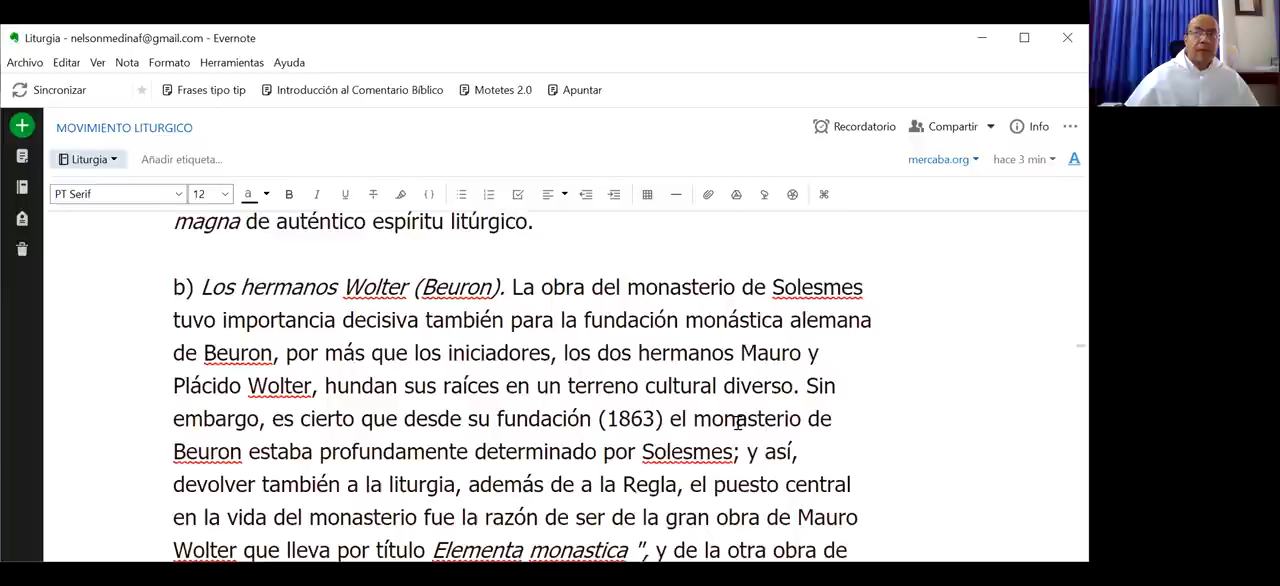 Liturgia - nelsonmedinaf@gmail.com - Evernote
Archivo Editar Ver Nota Formato Herramientas Ayuda
Sincronizar Frases tipo tip Introducción al Comentario Bíblico Motetes 2.0 Apuntar
MOVIMIENTO LITURGICO Recordatorio Compartir Info
Liturgia Añadir etiqueta... mercaba.org hace 3 min A
PT Serif 12 a B I U T
magna de auténtico espíritu litúrgico.
b) Los hermanos Wolter (Beuron). La obra del monasterio de Solesmes
tuvo importancia decisiva también para la fundación monástica alemana
de Beuron, por más que los iniciadores, los dos hermanos Mauro y
Plácido Wolter, hundan sus raíces en un terreno cultural diverso. Sin
embargo, es cierto que desde su fundación (1863) el monasterio de
Beuron estaba profundamente determinado por Solesmes; y así,
devolver también a la liturgia, además de a la Regla, el puesto central
en la vida del monasterio fue la razón de ser de la gran obra de Mauro
Wolter que lleva por título Elementa monastica ", y de la otra obra de